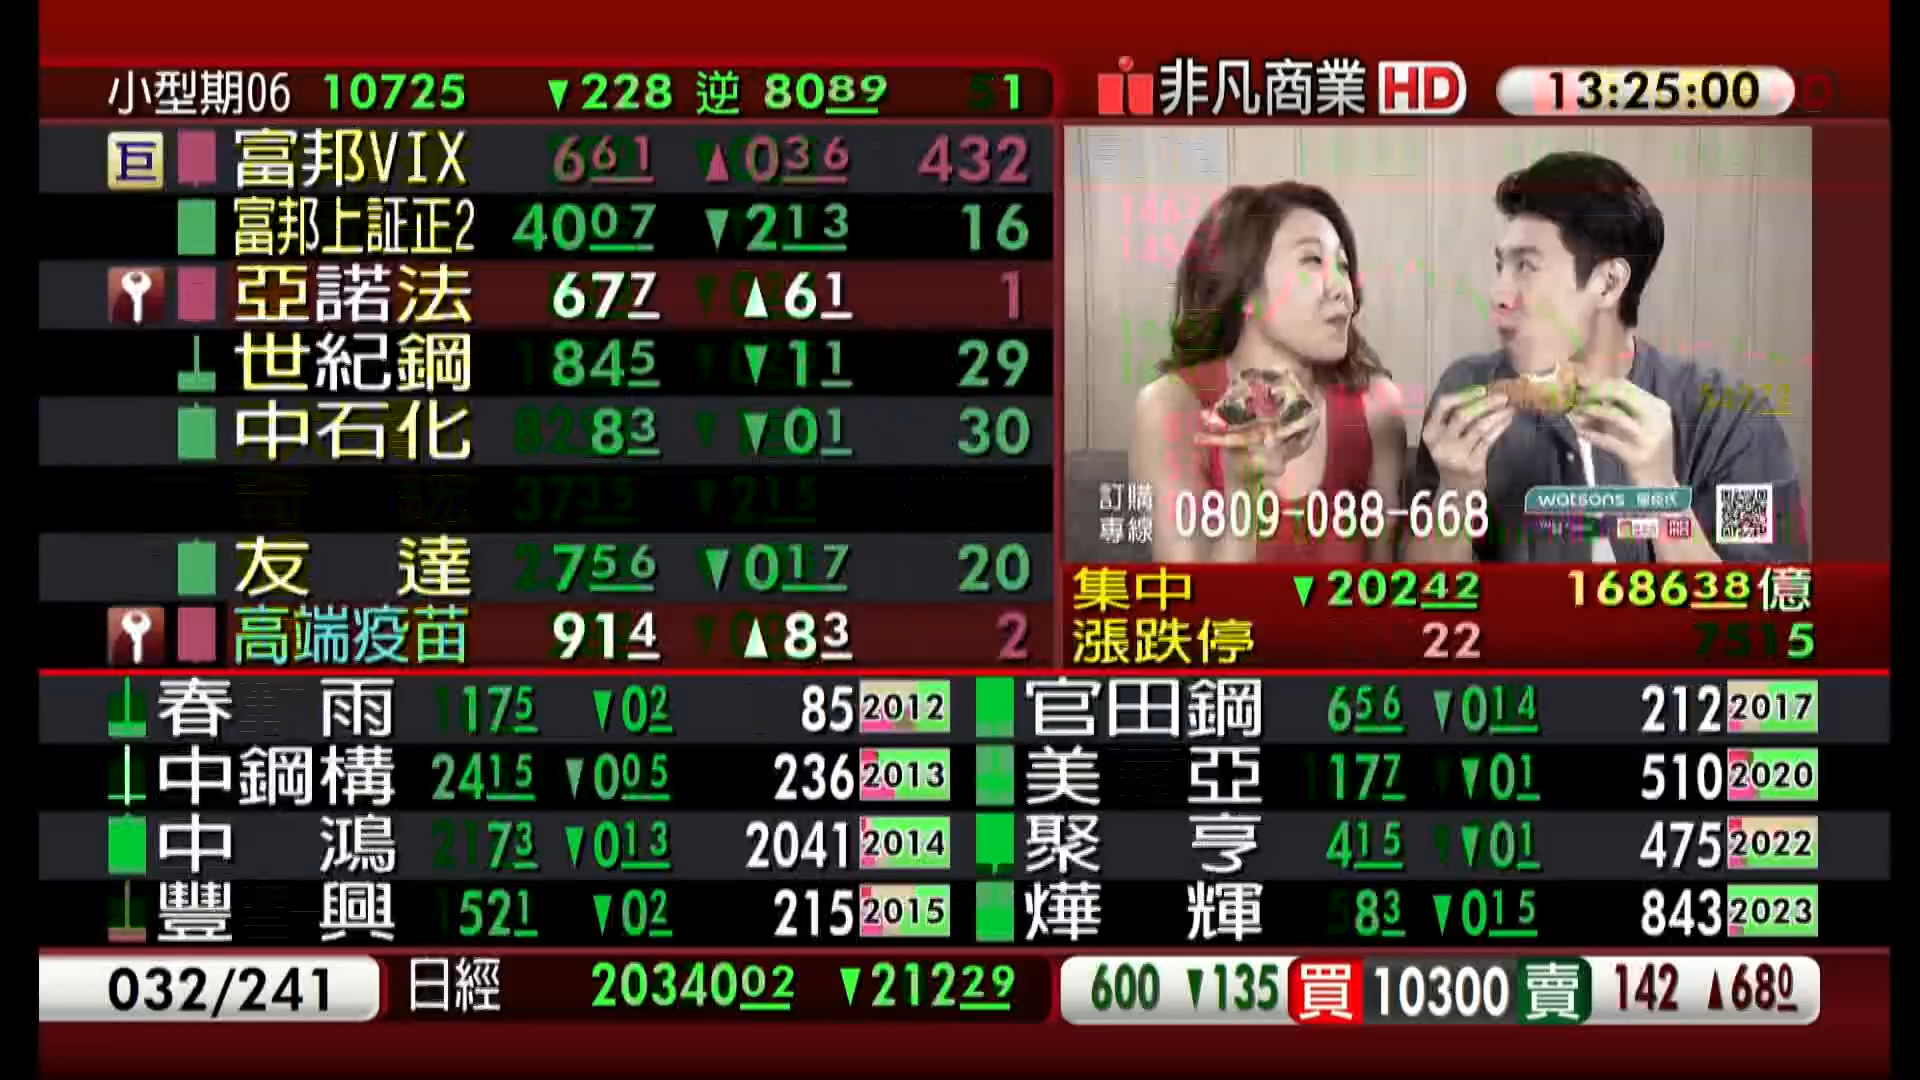 小型期06 10725 ▼228 逆 8089 1
非凡商業HD 13:25:00
巨 富邦VIX 661 ▲036 432
富邦上証正2 4007 ▼213 16
亞諾法 677 ▲61 1
世紀鋼 845 ▼11 29
中石化 83 ▼01 30
友達 756 ▼017 20
高端疫苗 914 ▲83 2
訂購專線 0809-088-668
watsons
集中 ▼20242 168638億
漲跌停 22 5
春雨 1175 ▼02 85 2012
官田鋼 656 ▼014 212 2017
中鋼構 2415 ▼005 236 2013
美亞 177 ▼01 510 2020
中鴻 73 ▼013 2041 2014
聚亨 415 ▼01 475 2022
豐興 521 ▼02 215 2015
燁輝 83 ▼015 843 2023
032/241 日經 2034002 ▼21229
600 ▼135 買 10300 賣 142 ▲680